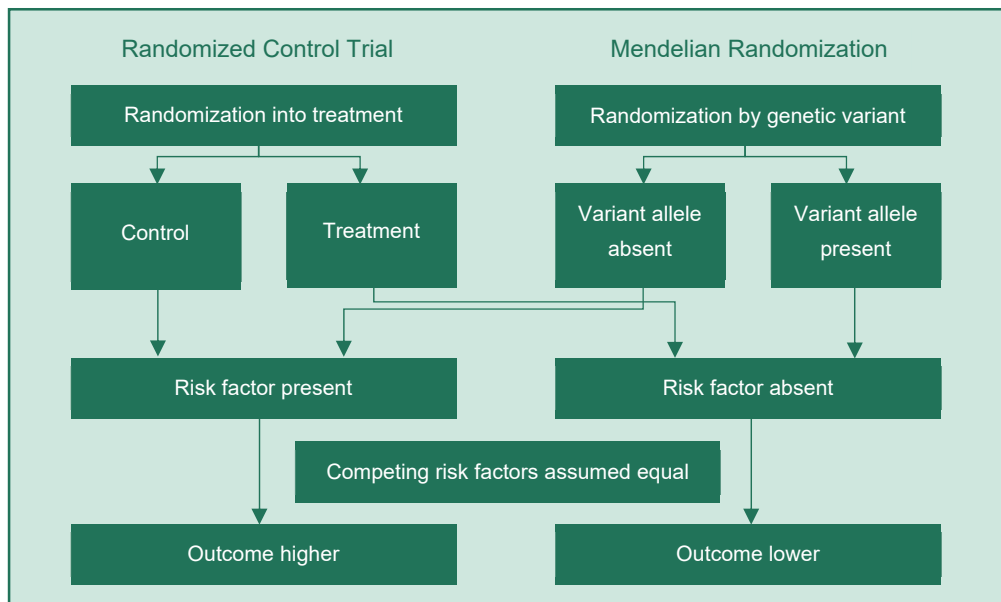 Randomized Control Trial
Mendelian Randomization
Randomization into treatment
Randomization by genetic variant
Control
Treatment
Variant allele
absent
Variant allele
present
Risk factor present
Risk factor absent
Competing risk factors assumed equal
Outcome higher
Outcome lower